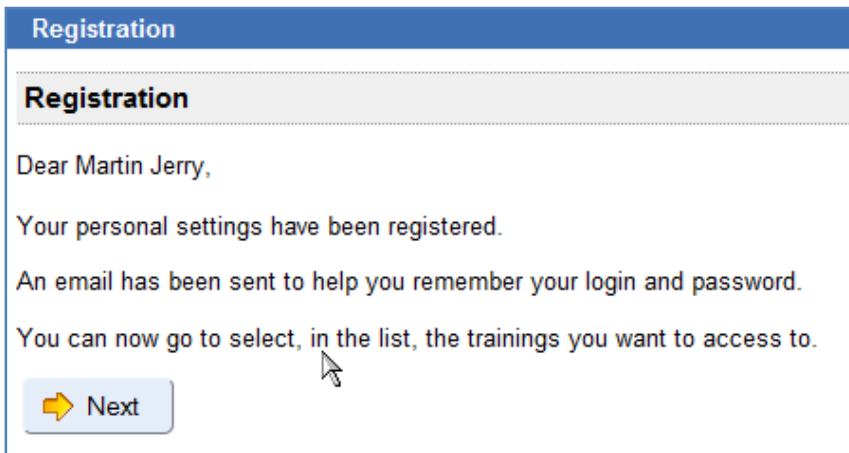 Registration
Registration
Dear Martin Jerry,
Your personal settings have been registered.
An email has been sent to help you remember your login and password.
You can now go to select, in the list, the trainings you want to access to.
Next